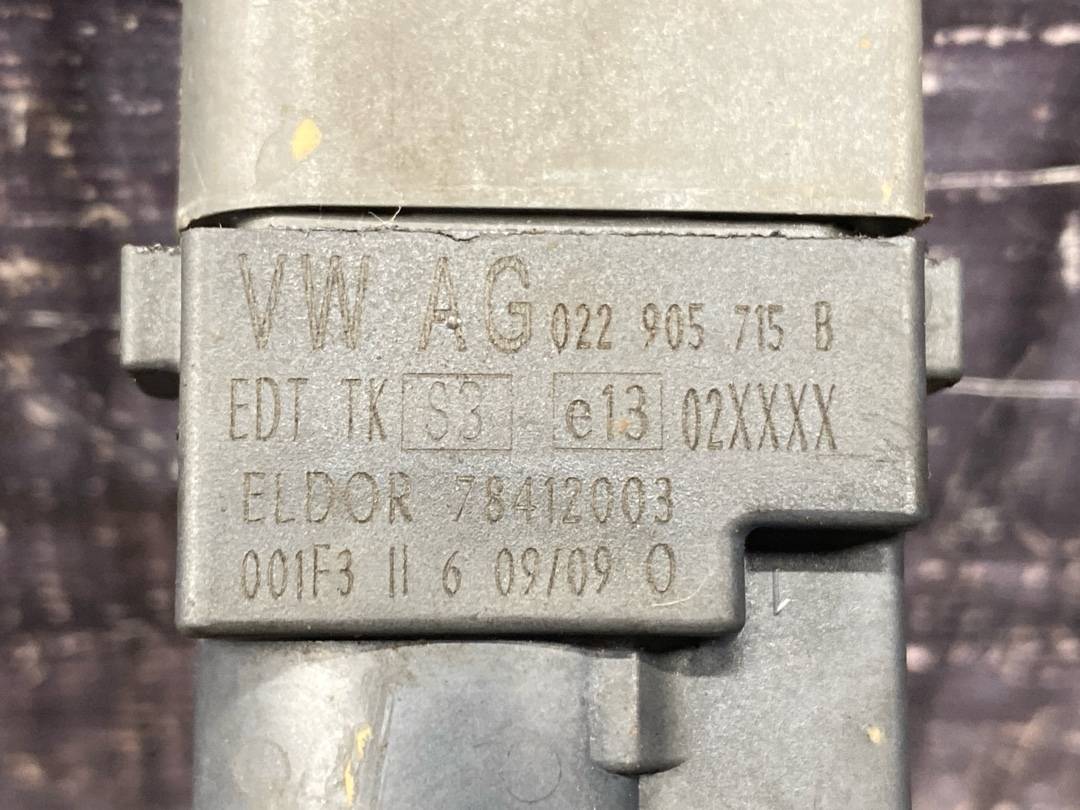 VW AG 022 905 715 B
EDT TK S3 e13 02XXXX
ELDOR 78412003
001F3 II 6 09/09 O